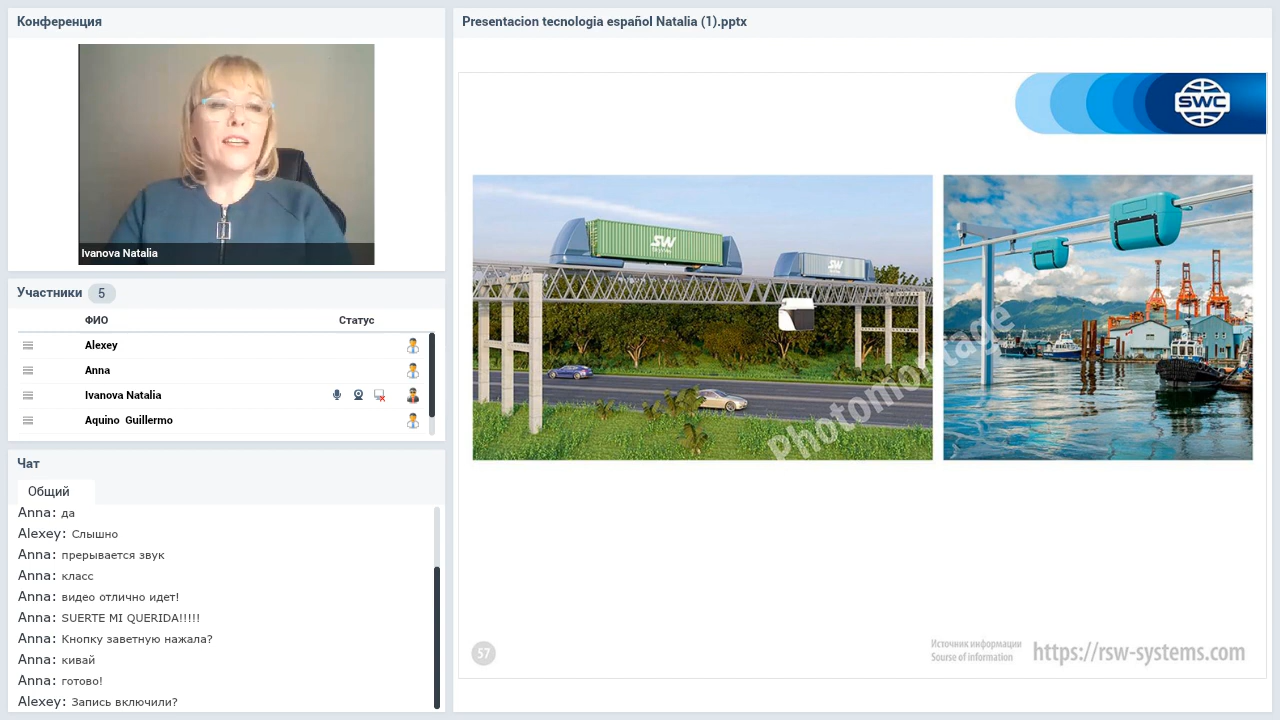 Конференция
Ivanova Natalia
Участники 5
ФИО Статус
Alexey
Anna
Ivanova Natalia
Aquino Guillermo
Чат
Общий
Anna: да
Alexey: Слышно
Anna: прерывается звук
Anna: класс
Anna: видео отлично идет!
Anna: SUERTE MI QUERIDA!!!!!
Anna: Кнопку заветную нажала?
Anna: кивай
Anna: готово!
Alexey: Запись включили?
Presentacion tecnologia español Natalia (1).pptx
SWC
SW
SW
Photomontage
57
Источник информации
Sourse of information
https://rsw-systems.com